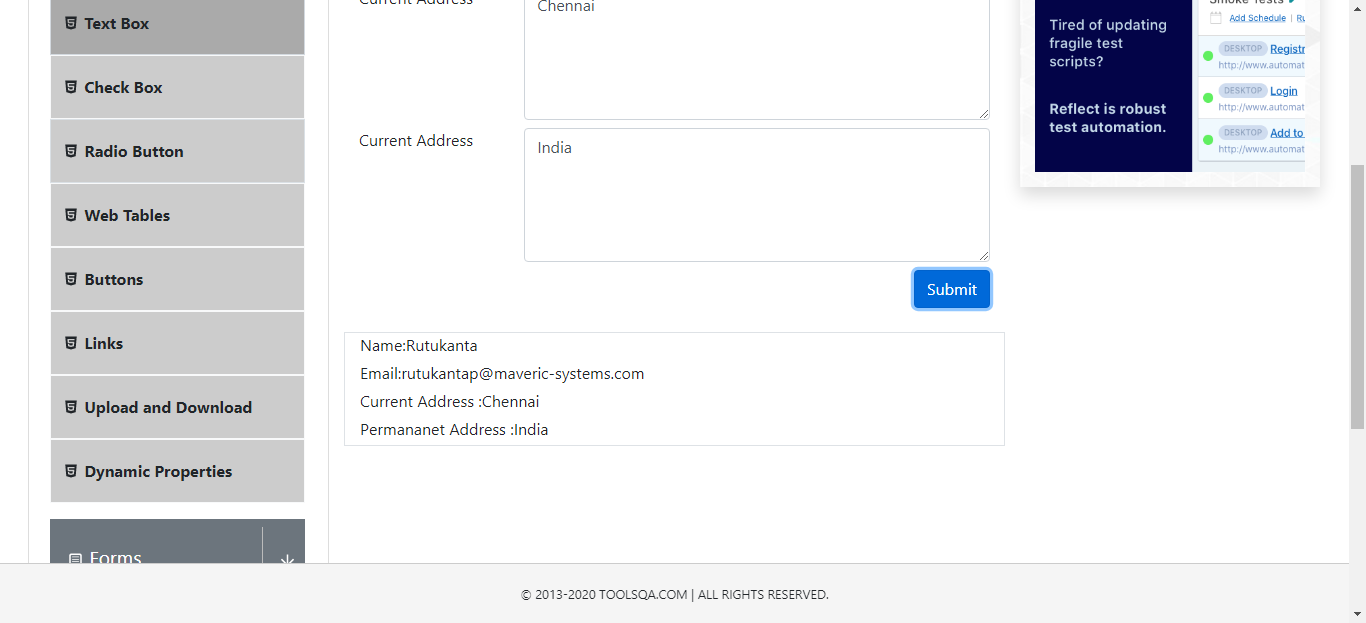 Text Box
Check Box
Radio Button
Web Tables
Buttons
Links
Upload and Download
Dynamic Properties
Forms
Current Address
Chennai
Current Address
India
Submit
Name:Rutukanta
Email:rutukantap@maveric-systems.com
Current Address :Chennai
Permananet Address :India
Tired of updating
fragile test
scripts?
Reflect is robust
test automation.
Smoke Tests
Add Schedule | Ru
DESKTOP Registr
http://www.automat
DESKTOP Login
http://www.automat
DESKTOP Add to
http://www.automat
© 2013-2020 TOOLSQA.COM | ALL RIGHTS RESERVED.